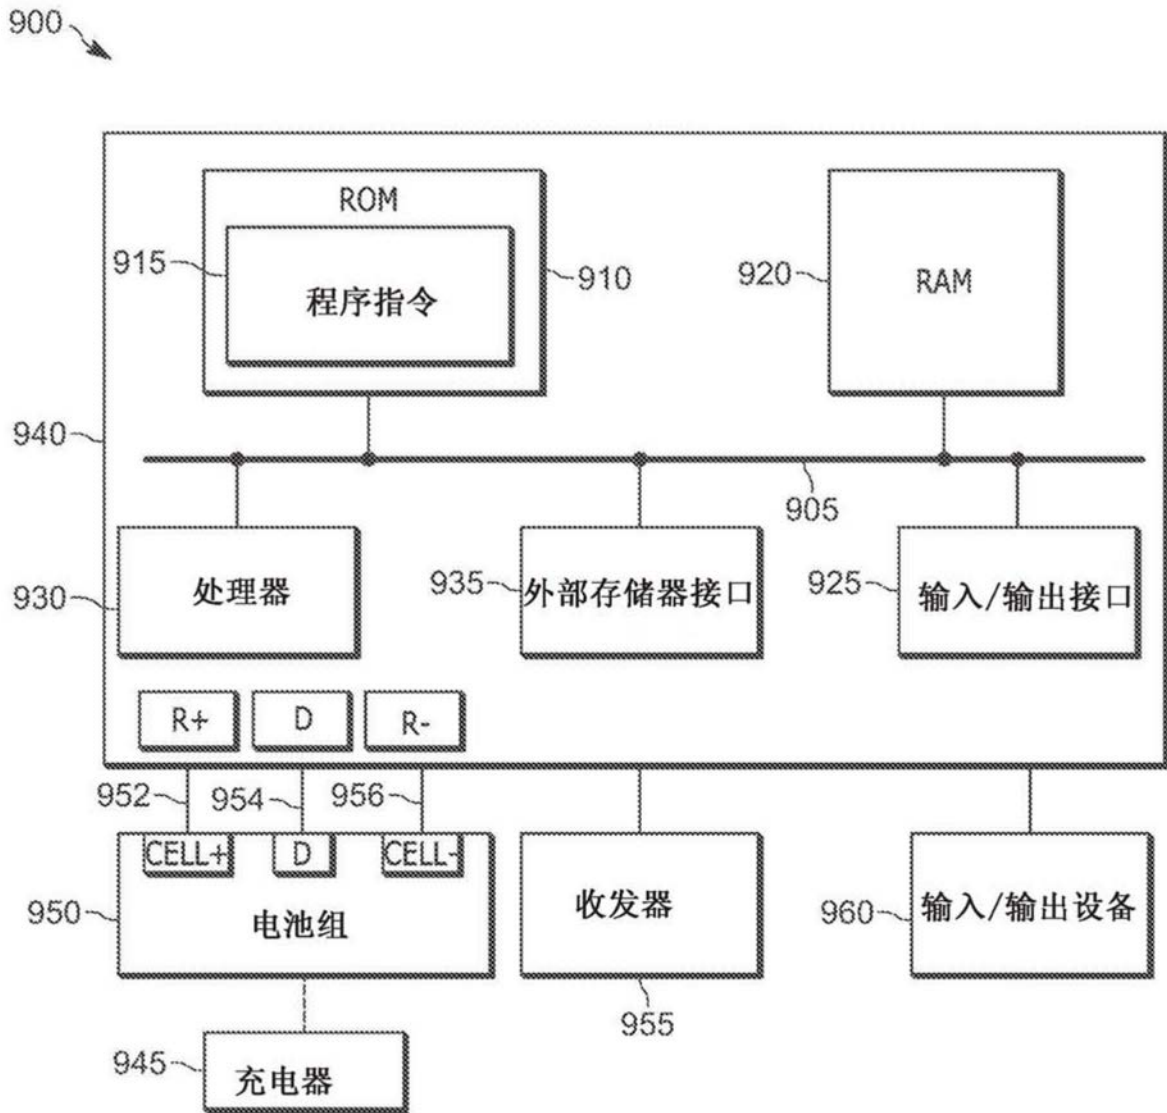 900
ROM
915
910
程序指令
920
RAM
940
905
930
处理器
935
外部存储器接口
925
输入/输出接口
R+
D
R-
952
954
956
CELL+
D
CELL-
950
电池组
收发器
960
输入/输出设备
955
945
充电器